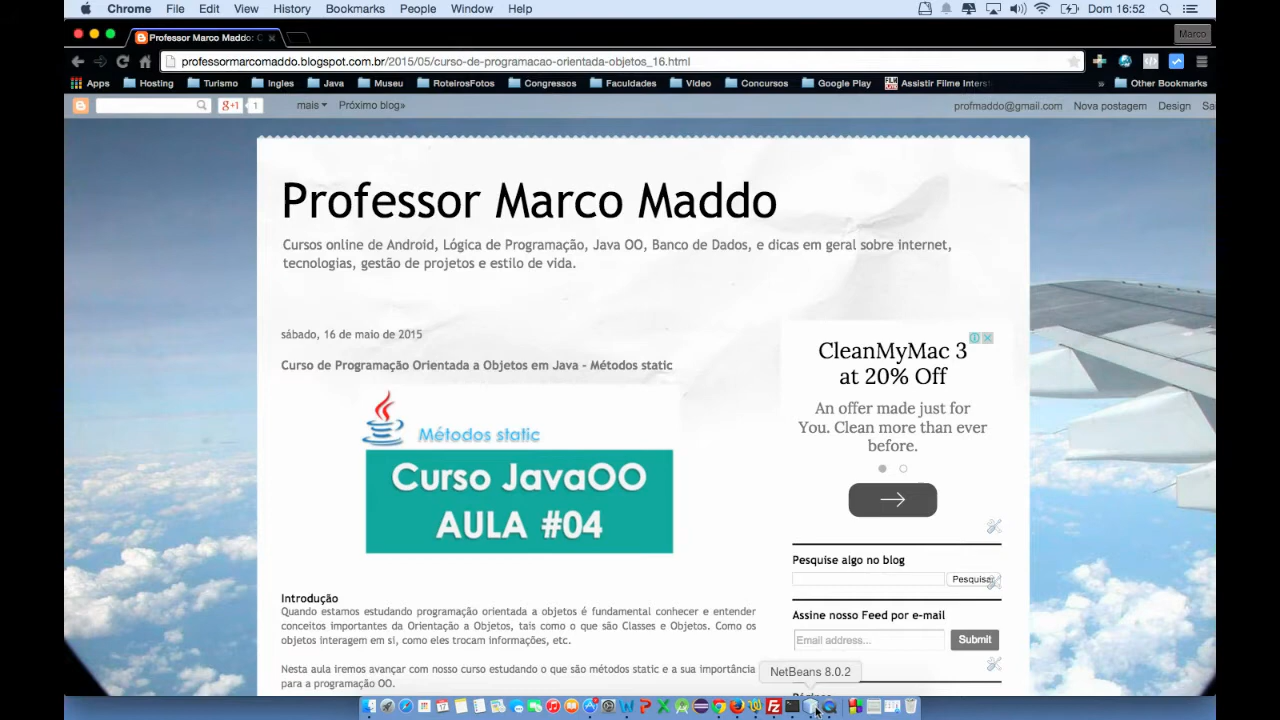 Chrome File Edit View History Bookmarks People Window Help Dom 16:52
Professor Marco Maddo: C
Marco
professormarcomaddo.blogspot.com.br/2015/05/curso-de-programacao-orientada-objetos_16.html
Apps Hosting Turismo Ingles Java Museu RoteirosFotos Congressos Faculdades Video Concursos Google Play Assistir Filme Inters » Other Bookmarks
g+1 1 mais Próximo blog» profmaddo@gmail.com Nova postagem Design Sa
Professor Marco Maddo
Cursos online de Android, Lógica de Programação, Java OO, Banco de Dados, e dicas em geral sobre internet,
tecnologias, gestão de projetos e estilo de vida.
sábado, 16 de maio de 2015
Curso de Programação Orientada a Objetos em Java - Métodos static
Métodos static
Curso JavaOO
AULA #04
Introdução
Quando estamos estudando programação orientada a objetos é fundamental conhecer e entender
conceitos importantes da Orientação a Objetos, tais como o que são Classes e Objetos. Como os
objetos interagem em si, como eles trocam informações, etc.
Nesta aula iremos avançar com nosso curso estudando o que são métodos static e a sua importância
para a programação OO.
CleanMyMac 3
at 20% Off
An offer made just for
You. Clean more than ever
before.
Pesquise algo no blog
Pesquisar
Assine nosso Feed por e-mail
Email address...
Submit
NetBeans 8.0.2